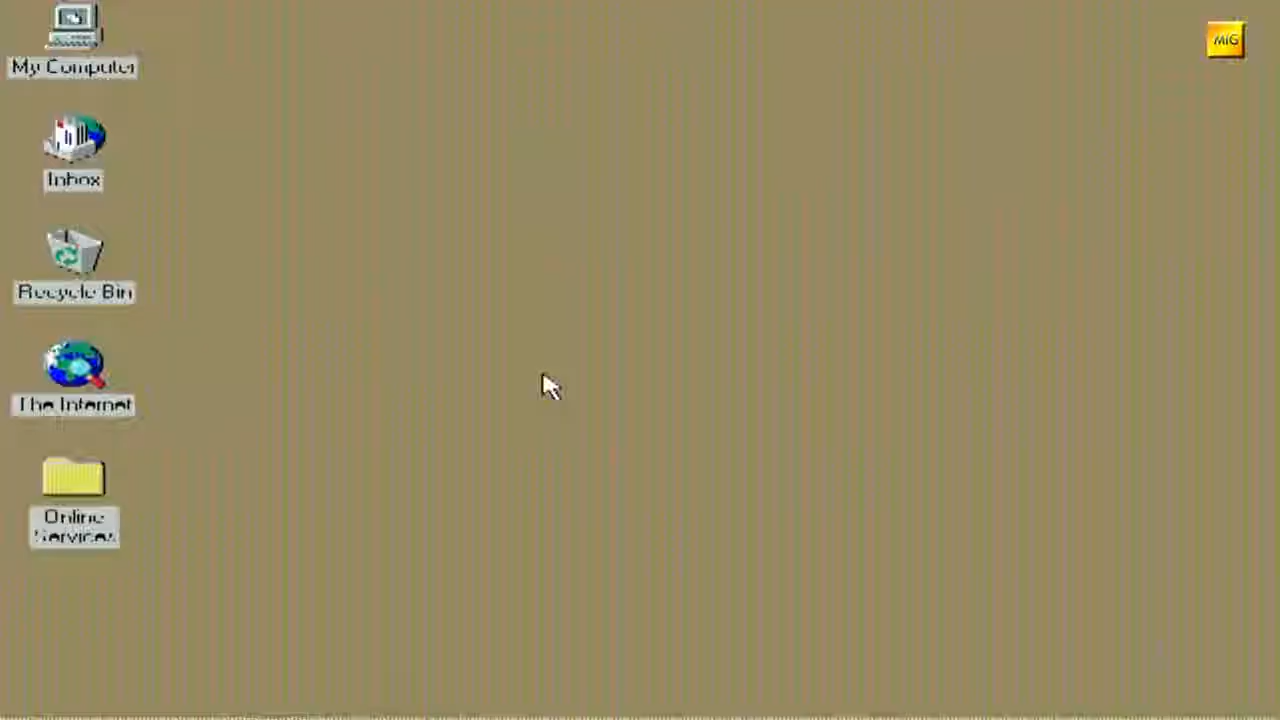 My Computer
MiG
Inbox
Recycle Bin
The Internet
Online
Services